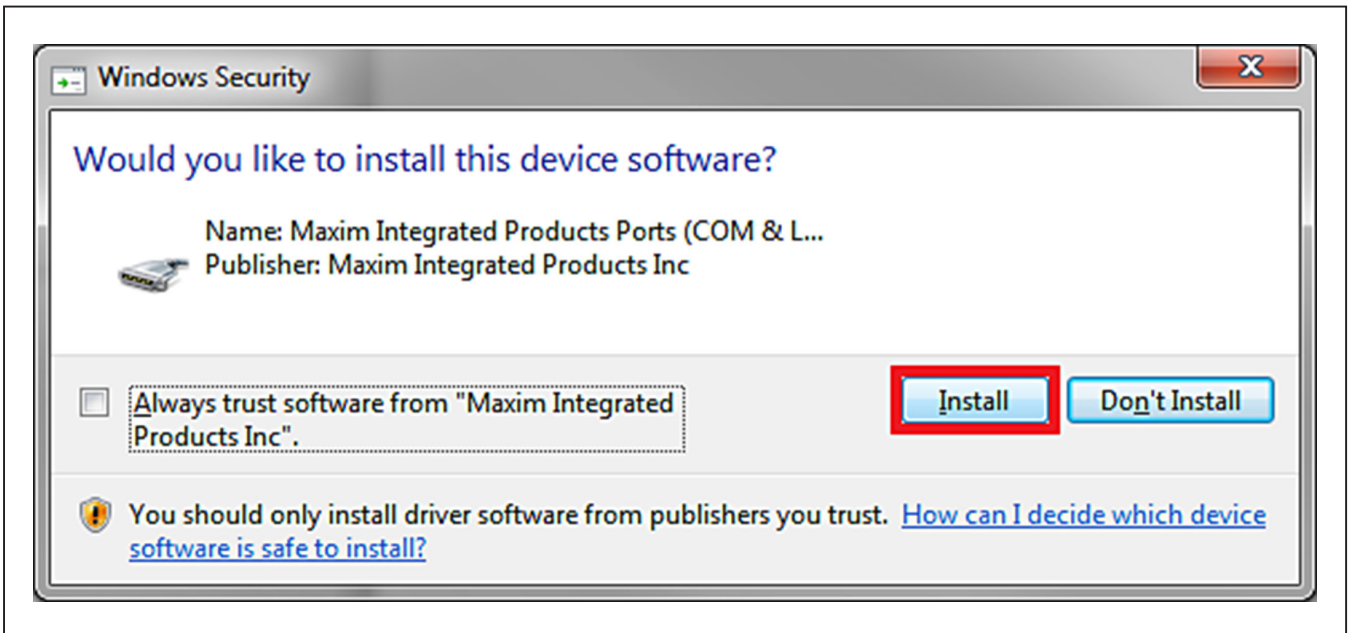 Windows Security
Would you like to install this device software?
Name: Maxim Integrated Products Ports (COM & L...
Publisher: Maxim Integrated Products Inc
Always trust software from "Maxim Integrated
Products Inc".
Install
Don't Install
You should only install driver software from publishers you trust. How can I decide which device
software is safe to install?